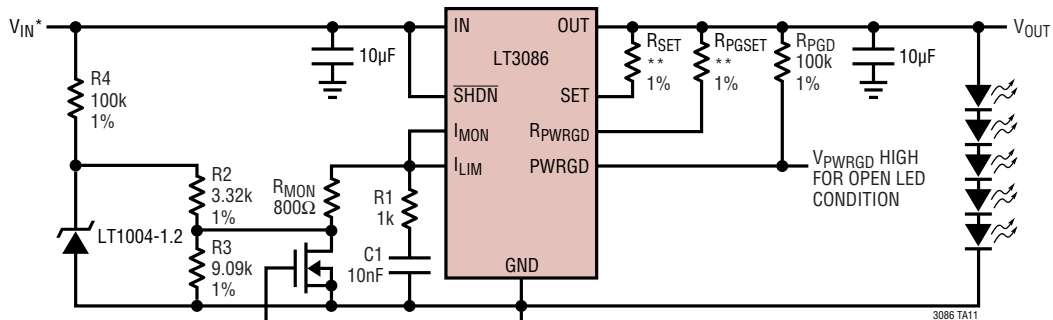 VIN*
IN
OUT
LT3086
SHDN
SET
IMON
RPWRGD
ILIM
PWRGD
GND
10µF
RSET
**
1%
RPGSET
**
1%
RPGD
100k
1%
10µF
VOUT
R4
100k
1%
R2
3.32k
1%
RMON
800Ω
R1
1k
VPWRGD HIGH
FOR OPEN LED
CONDITION
LT1004-1.2
R3
9.09k
1%
C1
10nF
3086 TA11